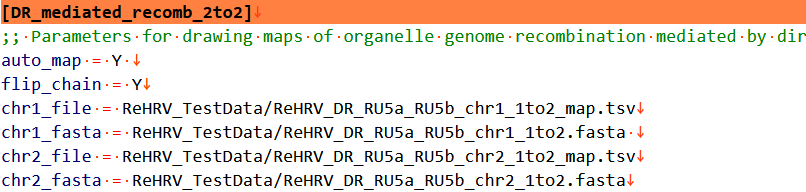 [DR_mediated_recomb_2to2]↓
;; Parameters for drawing maps of organelle genome recombination mediated by dir
auto_map = Y ↓
flip_chain = Y↓
chr1_file = ReHRV_TestData/ReHRV_DR_RU5a_RU5b_chr1_1to2_map.tsv↓
chr1_fasta = ReHRV_TestData/ReHRV_DR_RU5a_RU5b_chr1_1to2.fasta ↓
chr2_file = ReHRV_TestData/ReHRV_DR_RU5a_RU5b_chr2_1to2_map.tsv↓
chr2_fasta = ReHRV_TestData/ReHRV_DR_RU5a_RU5b_chr2_1to2.fasta↓